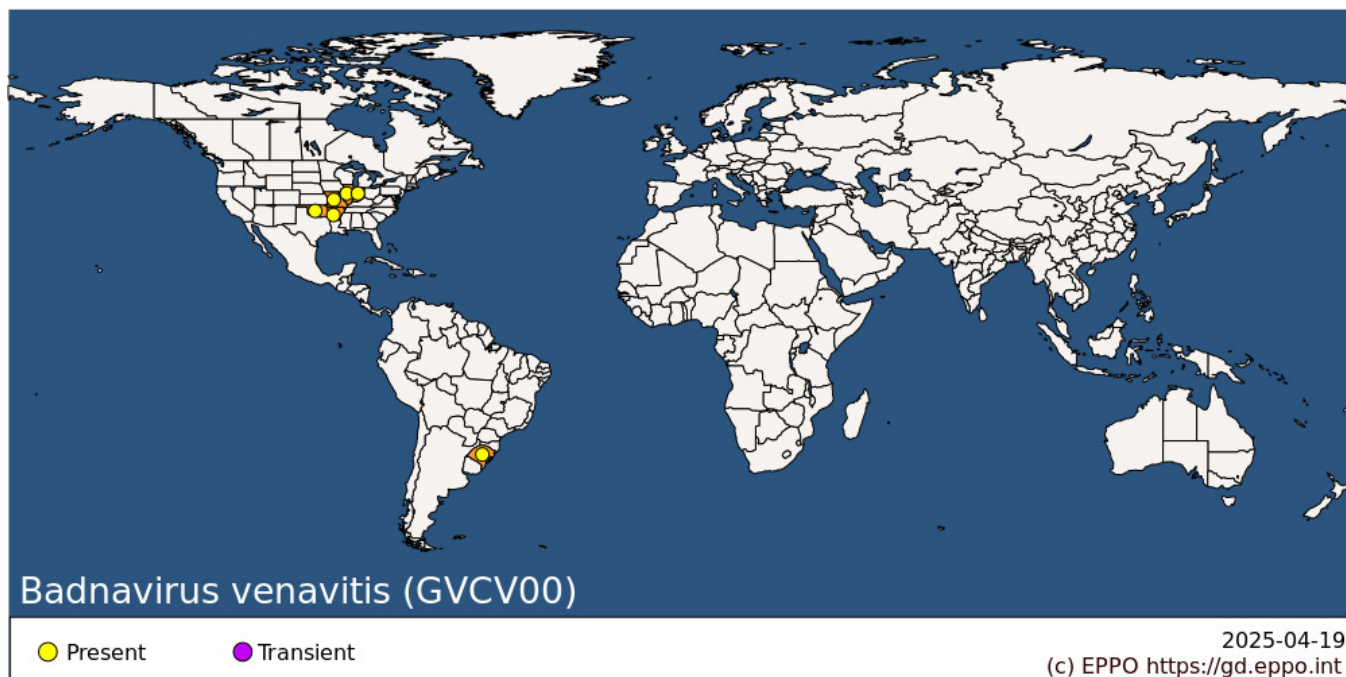 Badnavirus venavitis (GVCV00)
Present
Transient
2025-04-19
(c) EPPO https://gd.eppo.int